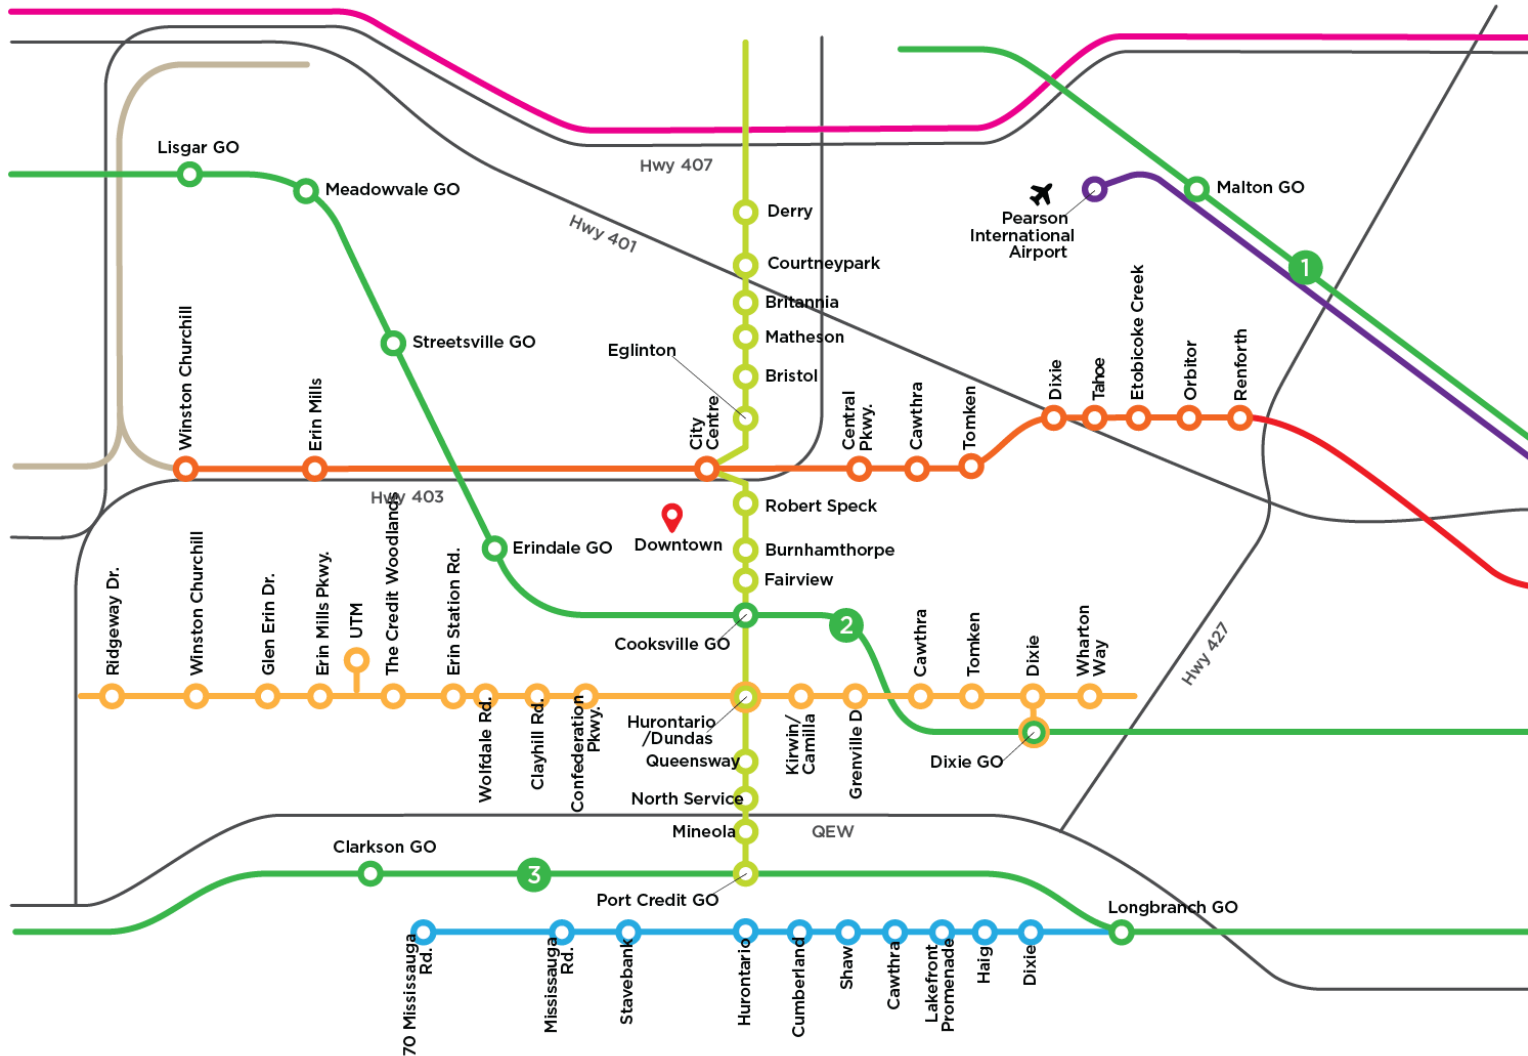 Lisgar GO
Meadowvale GO
Hwy 407
Malton GO
Pearson
International
Airport
Derry
Hwy 401
Courtneypark
1
Britannia
Matheson
Streetsville GO
Eglinton
Bristol
Winston Churchill
Erin Mills
City
Centre
Central
Pkwy.
Cawthra
Tomken
Dixie
Tahoe
Etobicoke Creek
Orbitor
Renforth
Hwy 403
Robert Speck
Downtown
Erindale GO
Burnhamthorpe
Fairview
2
Cooksville GO
Ridgeway Dr.
Winston Churchill
Glen Erin Dr.
Erin Mills Pkwy.
UTM
The Credit Woodlands
Erin Station Rd.
Wolfdale Rd.
Clayhill Rd.
Confederation
Pkwy.
Hurontario
/Dundas
Kirwin/
Camilla
Grenville D
Cawthra
Tomken
Dixie
Wharton
Way
Hwy 427
Dixie GO
Queensway
North Service
Mineola
QEW
Clarkson GO
3
Port Credit GO
Longbranch GO
70 Mississauga
Rd.
Mississauga
Rd.
Stavebank
Hurontario
Cumberland
Shaw
Cawthra
Lakefront
Promenade
Haig
Dixie